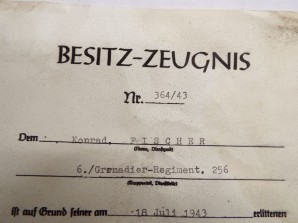 BESITZ-ZEUGNIS
Nr. 364/43
Dem Konrad, FISCHER
(Name, Dienstgrad)
6./Grenadier-Regiment. 256
(Truppenteil, Dienststelle)
ist auf Grund seiner am 18 Juli 1943 erlittenen